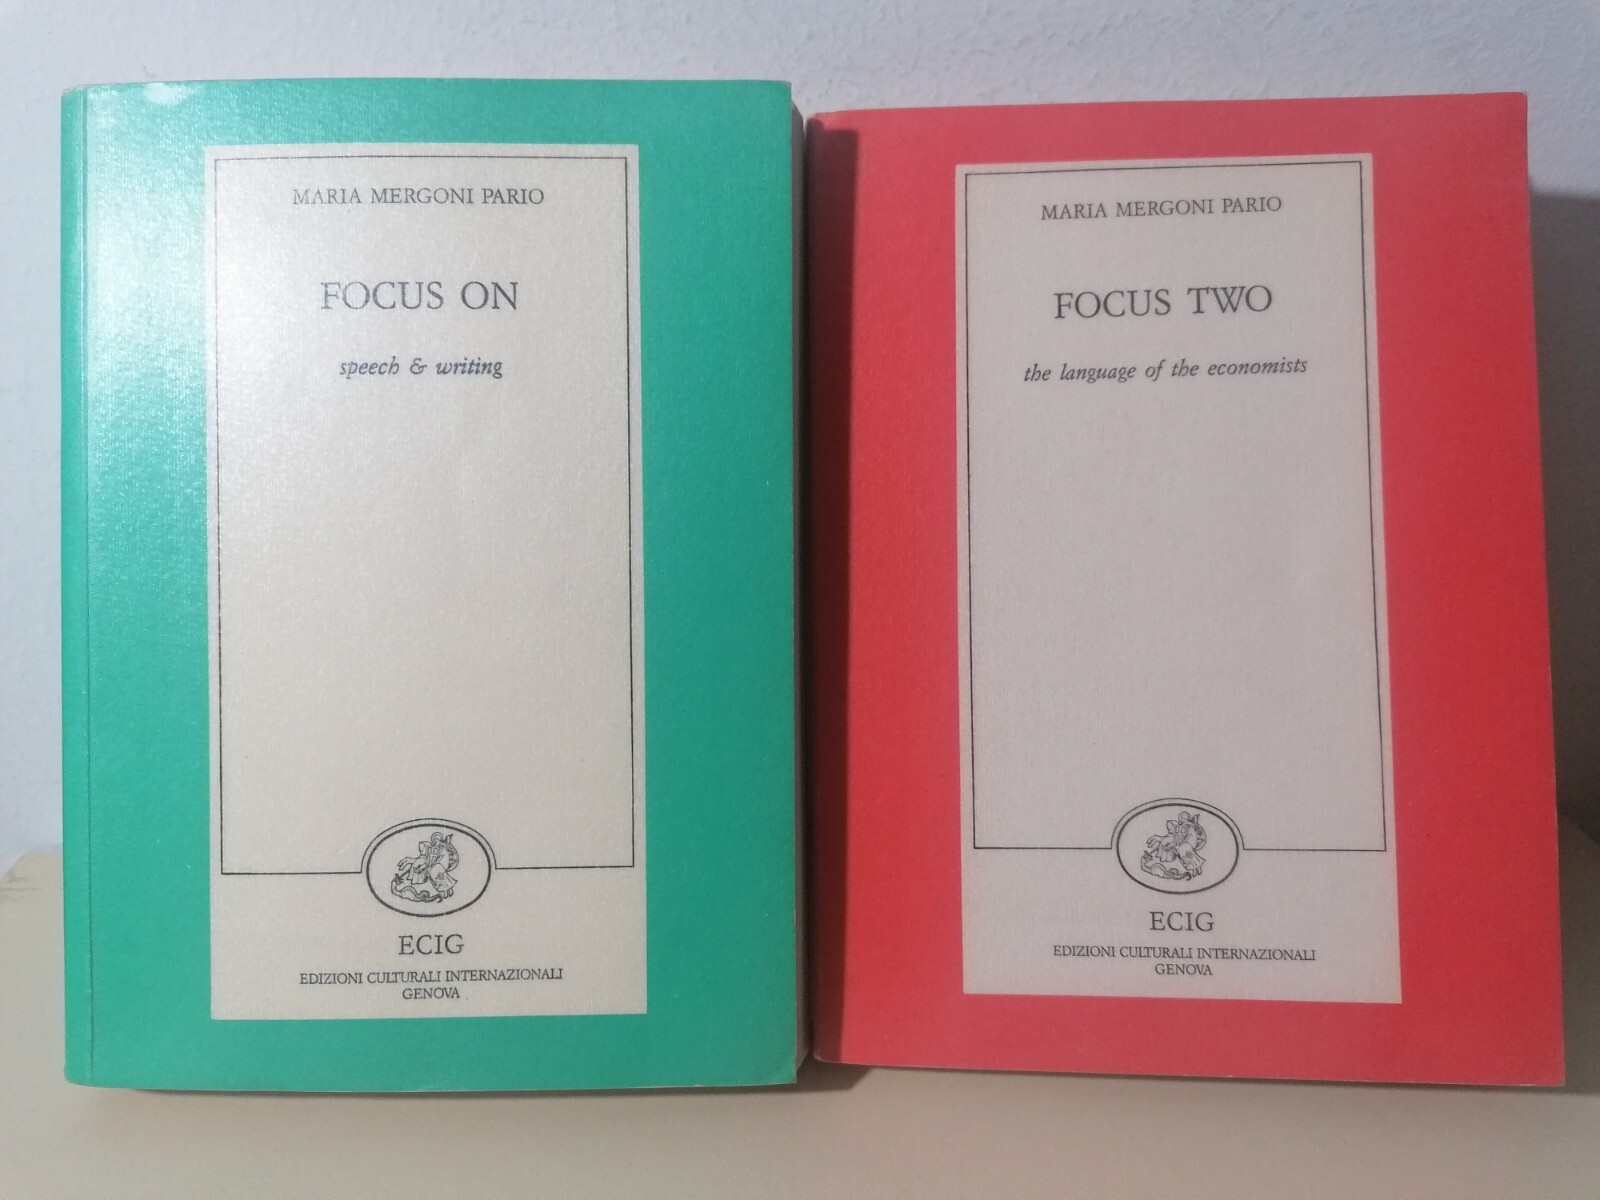 MARIA MERGONI PARIO
FOCUS ON
speech & writing
ECIG
EDIZIONI CULTURALI INTERNAZIONALI
GENOVA
MARIA MERGONI PARIO
FOCUS TWO
the language of the economists
ECIG
EDIZIONI CULTURALI INTERNAZIONALI
GENOVA